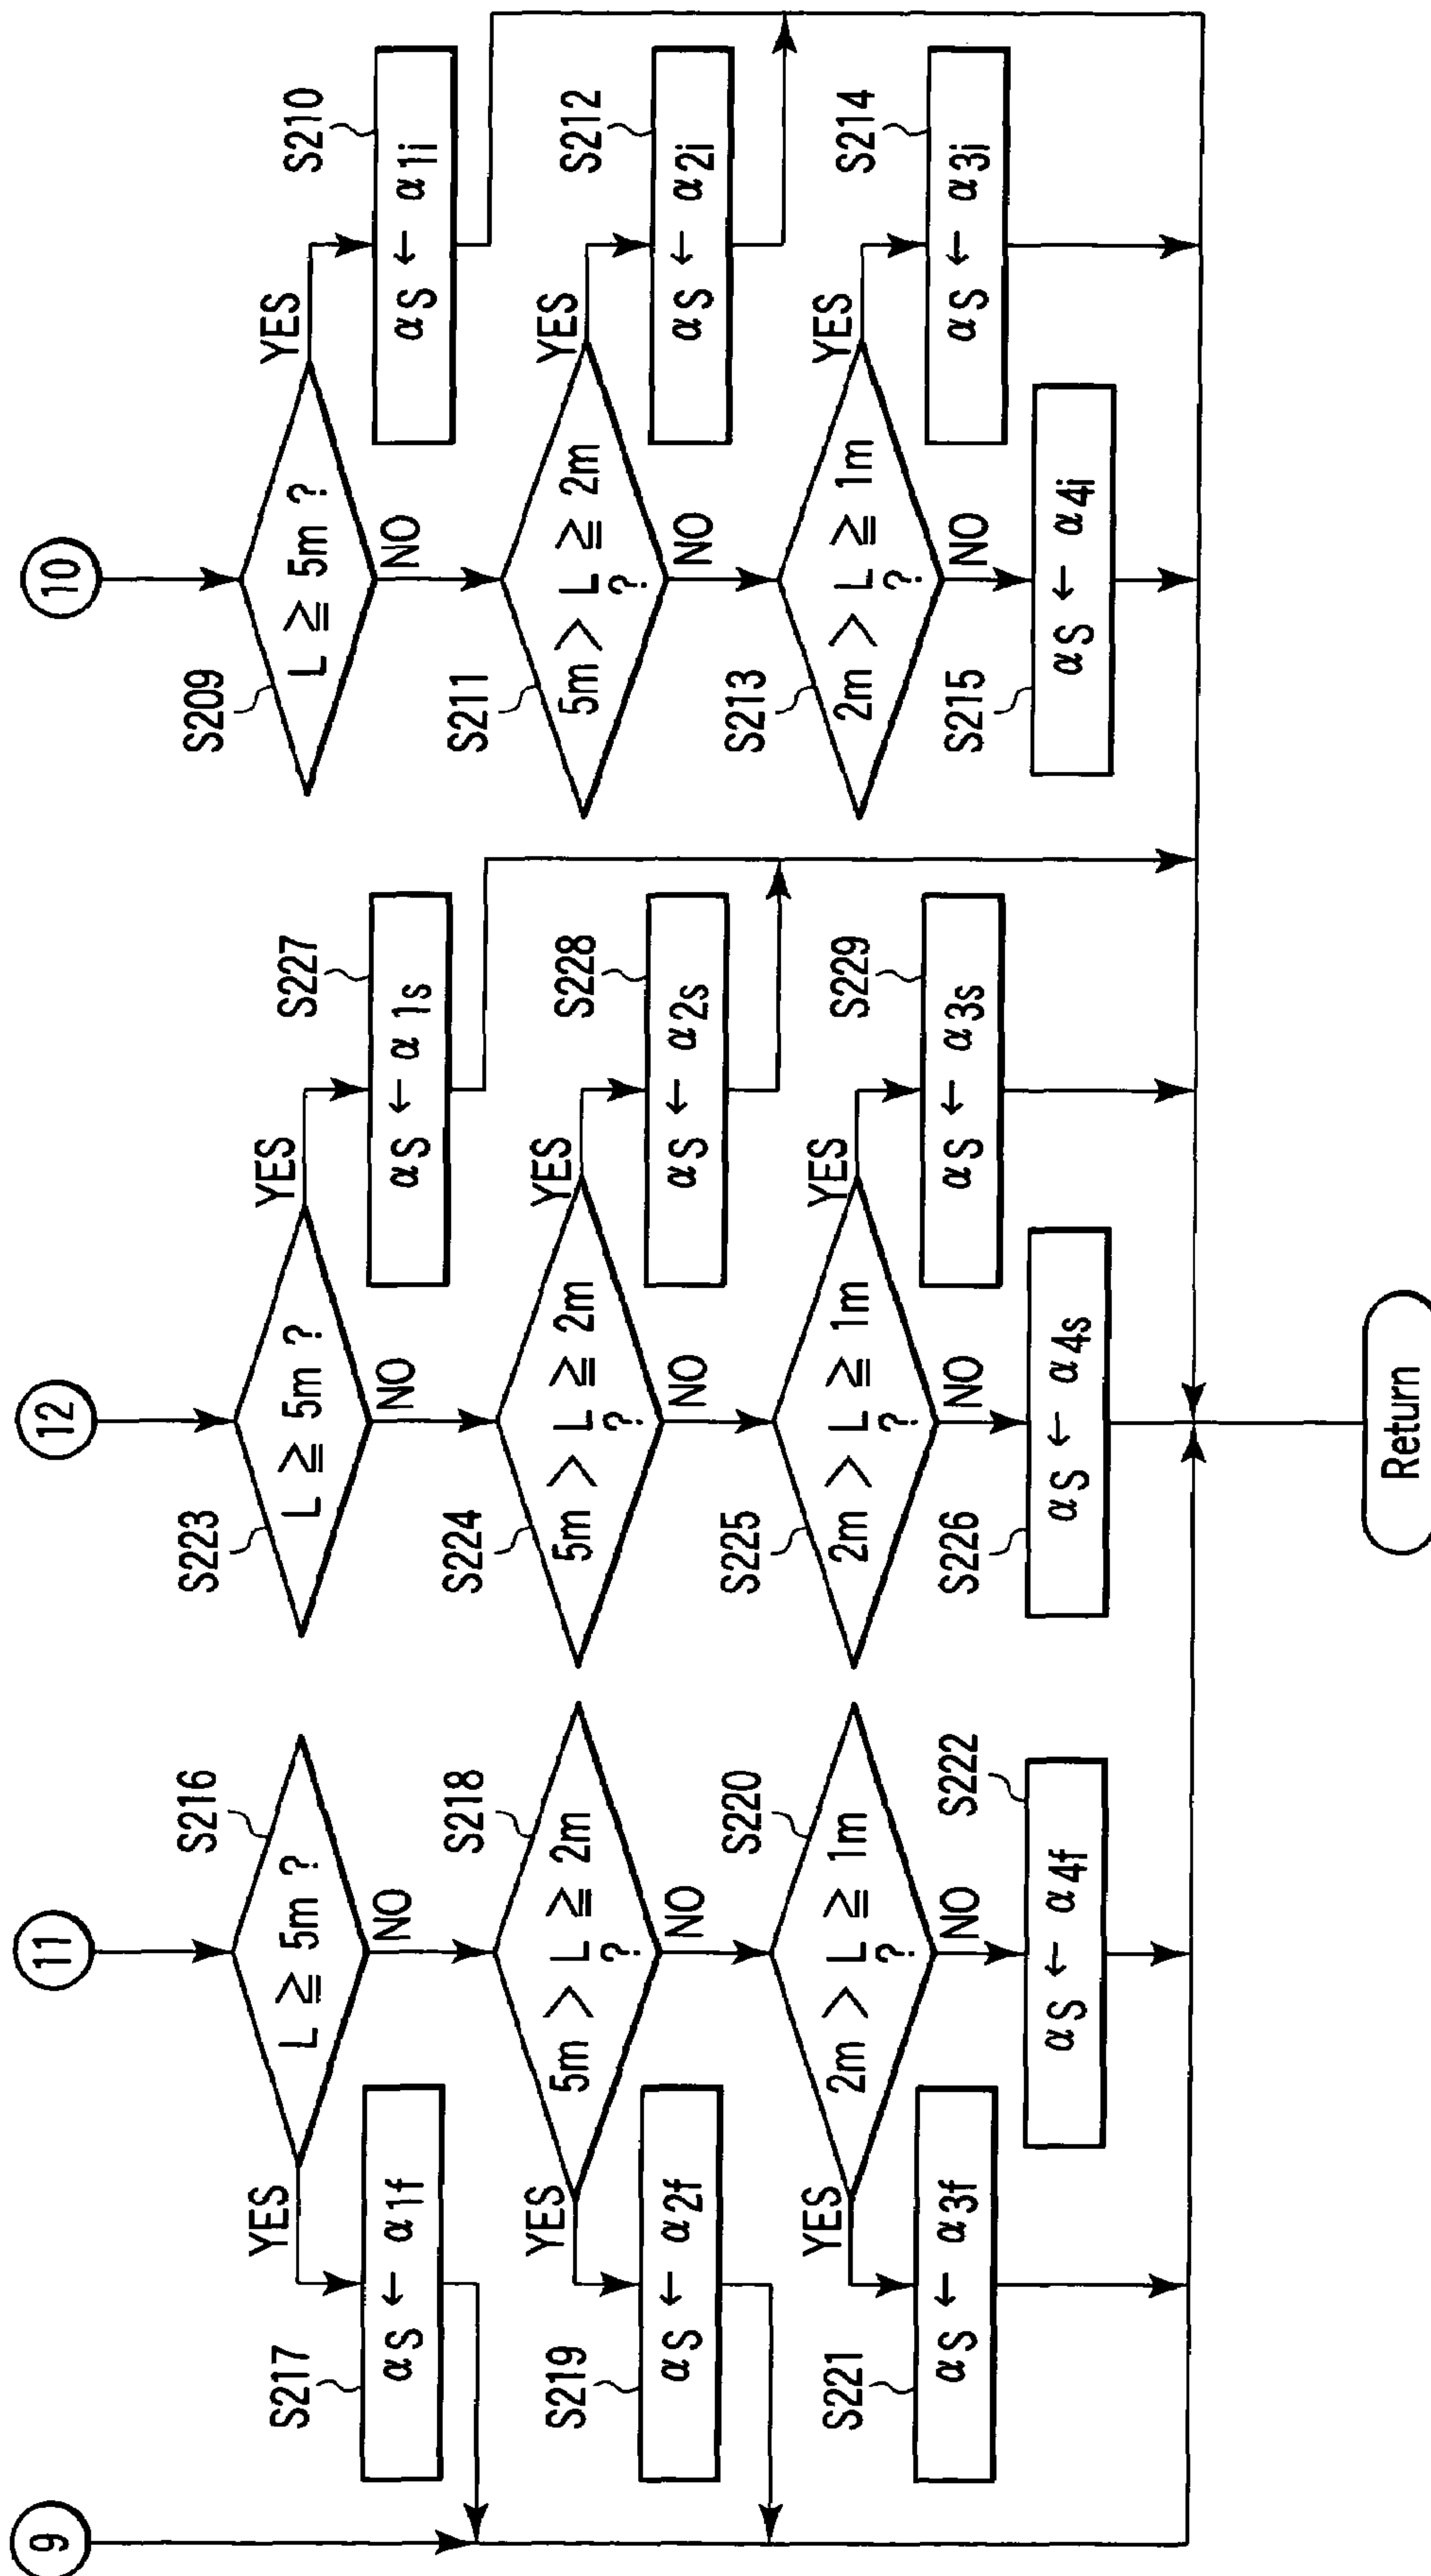 9
11
12
10
S216
L ≧ 5m ?
YES
NO
S217
αS ← α1f
S218
5m > L ≧ 2m
?
YES
NO
S219
αS ← α2f
S220
2m > L ≧ 1m
?
YES
NO
S221
αS ← α3f
S222
αS ← α4f
S223
L ≧ 5m ?
YES
NO
S227
αS ← α1s
S224
5m > L ≧ 2m
?
YES
NO
S228
αS ← α2s
S225
2m > L ≧ 1m
?
YES
NO
S229
αS ← α3s
S226
αS ← α4s
S209
L ≧ 5m ?
YES
NO
S210
αS ← α1i
S211
5m > L ≧ 2m
?
YES
NO
S212
αS ← α2i
S213
2m > L ≧ 1m
?
YES
NO
S214
αS ← α3i
S215
αS ← α4i
Return